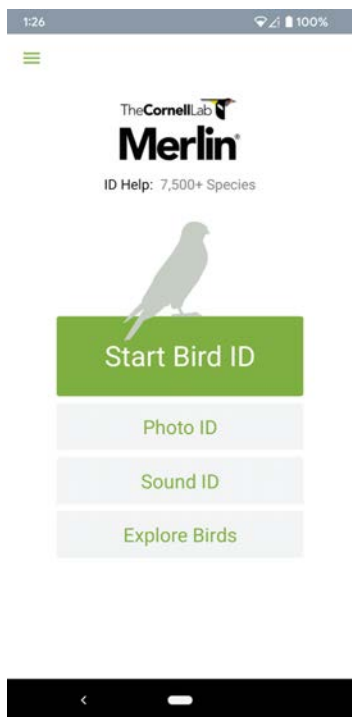 1:26
100%
TheCornellLab
Merlin®
ID Help: 7,500+ Species
Start Bird ID
Photo ID
Sound ID
Explore Birds